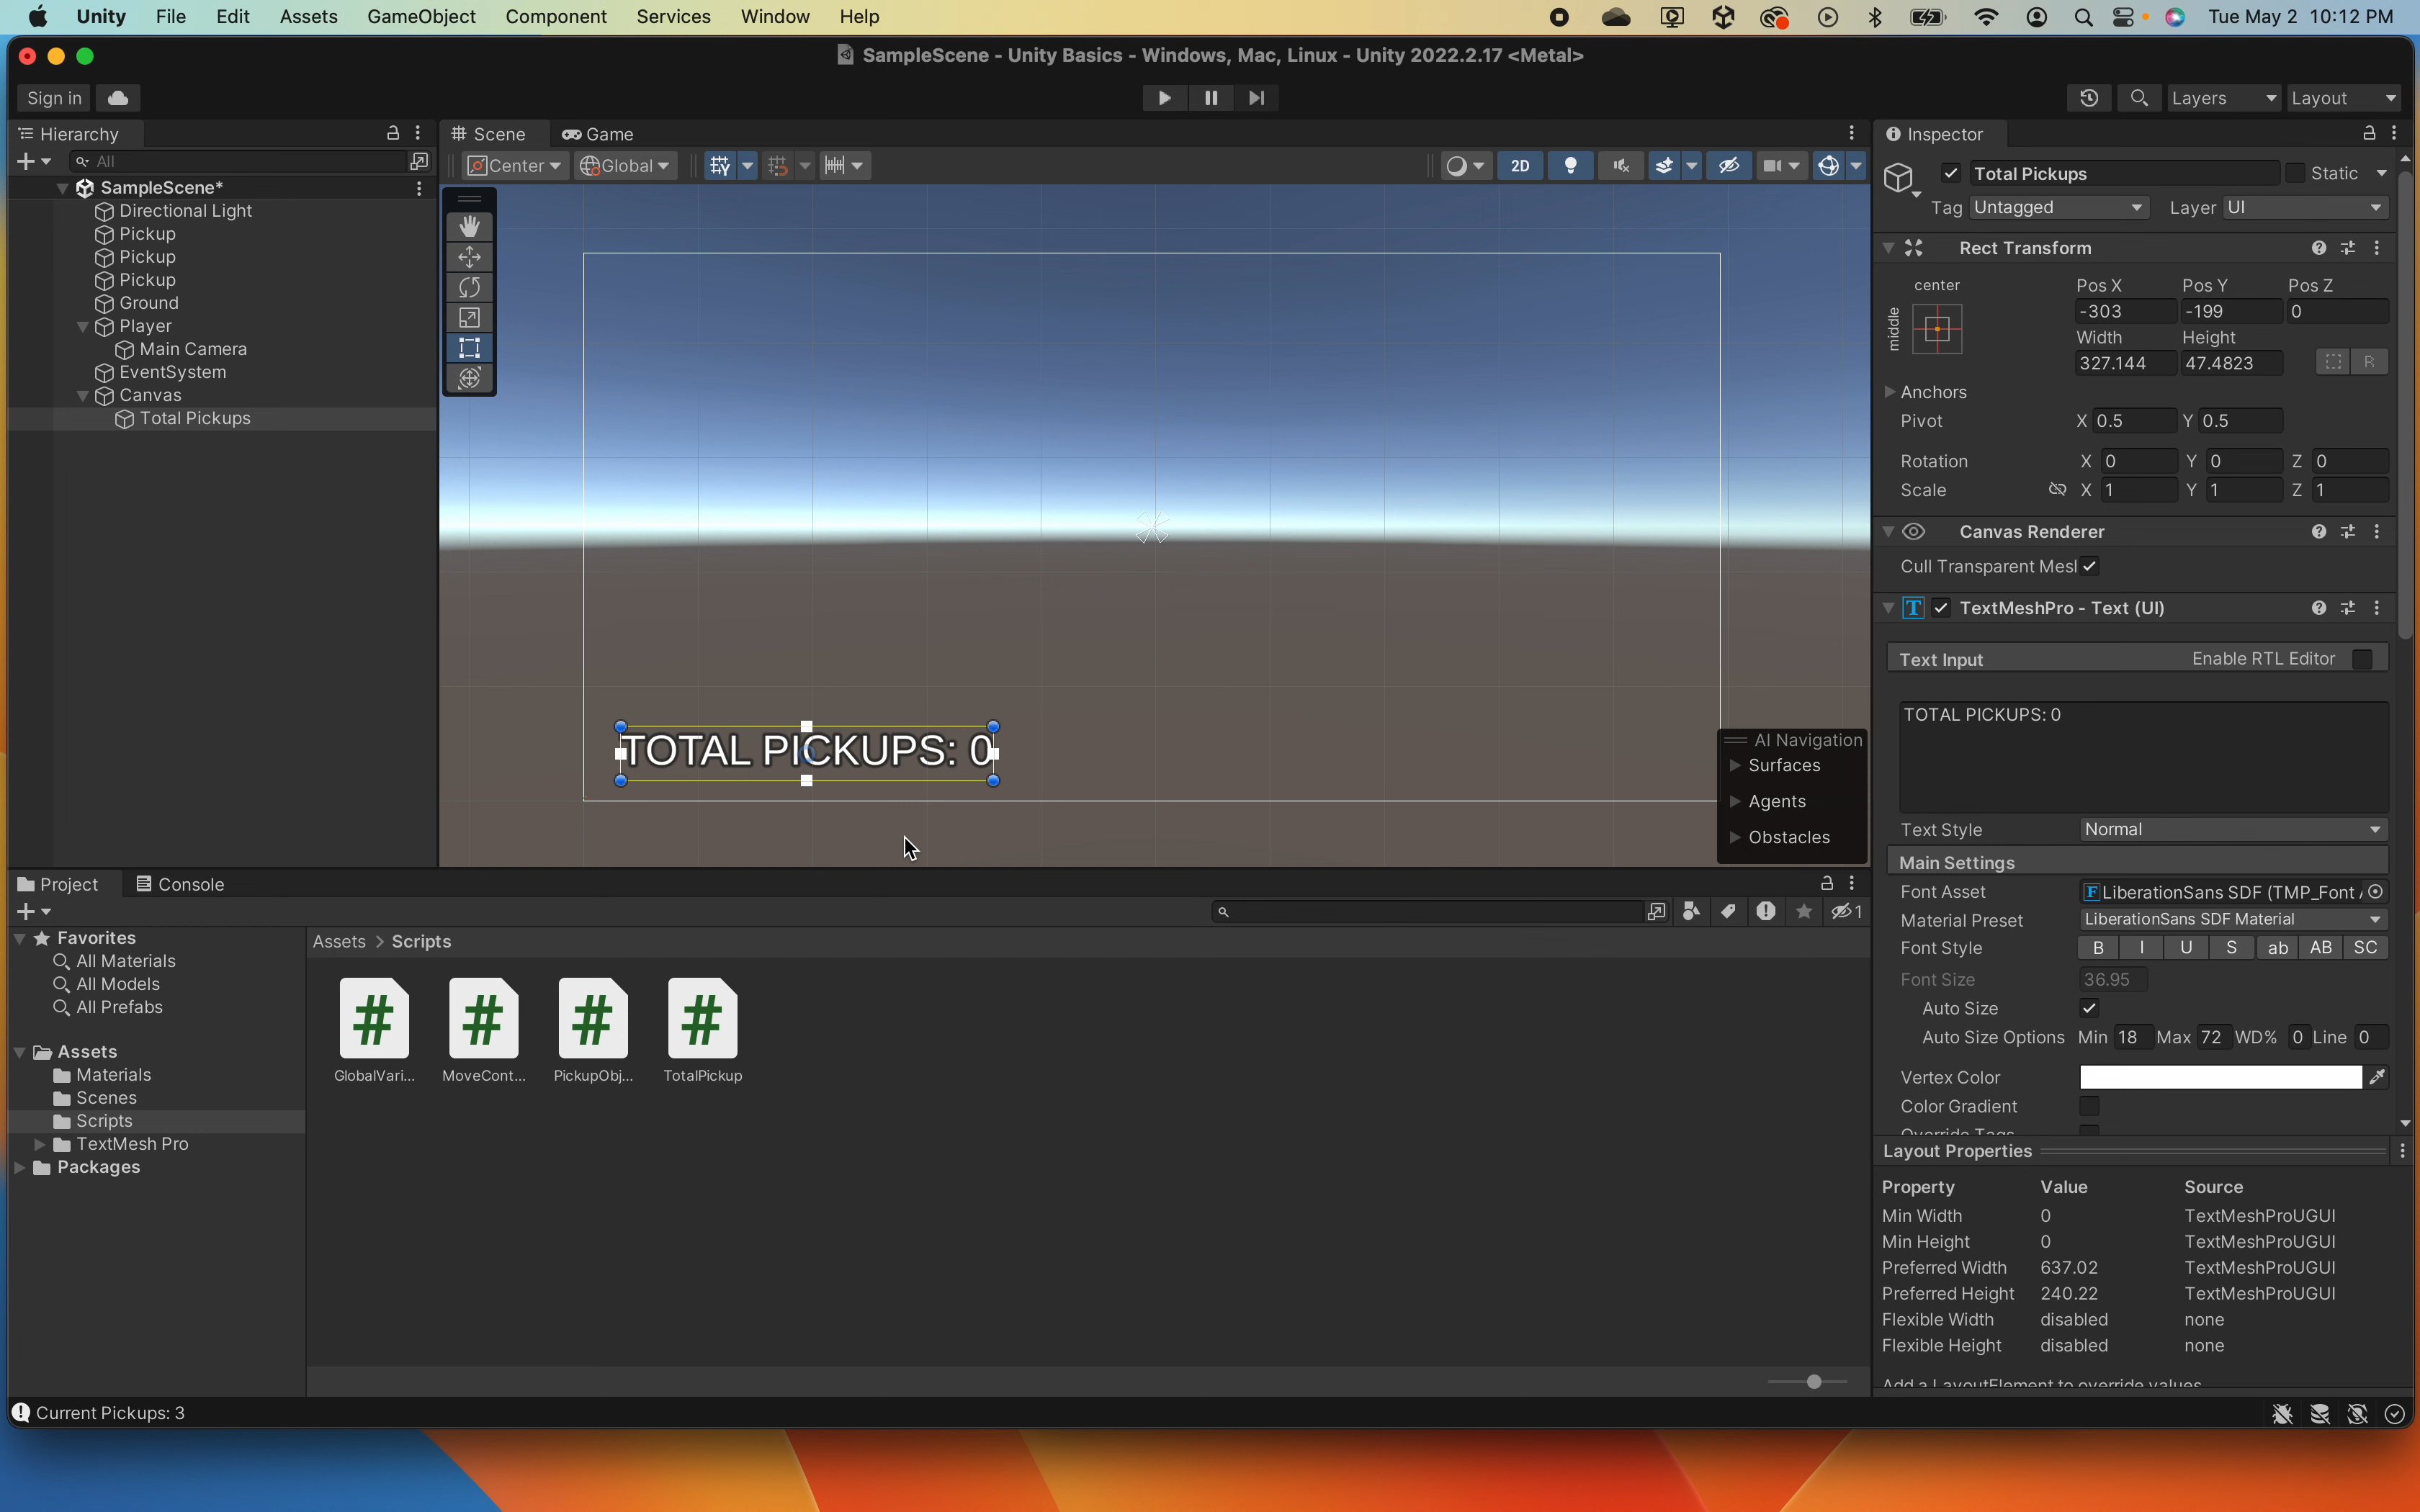 Unity File Edit Assets GameObject Component Services Window Help Tue May 2 10:12 PM
SampleScene - Unity Basics - Windows, Mac, Linux - Unity 2022.2.17 <Metal>
Sign in Layers Layout
Hierarchy
All
SampleScene*
Directional Light
Pickup
Pickup
Pickup
Ground
Player
Main Camera
EventSystem
Canvas
Total Pickups
Scene Game
Center Global 2D
TOTAL PICKUPS: 0
AI Navigation
Surfaces
Agents
Obstacles
Inspector
Total Pickups Static
Tag Untagged Layer UI
Rect Transform
center Pos X Pos Y Pos Z
middle
-303 -199 0
Width Height
327.144 47.4823 R
Anchors
Pivot X 0.5 Y 0.5
Rotation X 0 Y 0 Z 0
Scale X 1 Y 1 Z 1
Canvas Renderer
Cull Transparent Mesl
T TextMeshPro - Text (UI)
Text Input Enable RTL Editor
TOTAL PICKUPS: 0
Text Style Normal
Main Settings
Font Asset F LiberationSans SDF (TMP_Font
Material Preset LiberationSans SDF Material
Font Style B I U S ab AB SC
Font Size 36.95
Auto Size
Auto Size Options Min 18 Max 72 WD% 0 Line 0
Vertex Color
Color Gradient
Override Tags
Layout Properties
Property Value Source
Min Width 0 TextMeshProUGUI
Min Height 0 TextMeshProUGUI
Preferred Width 637.02 TextMeshProUGUI
Preferred Height 240.22 TextMeshProUGUI
Flexible Width disabled none
Flexible Height disabled none
Add a LayoutElement to override values
Project Console
1
Favorites
All Materials
All Models
All Prefabs
Assets
Materials
Scenes
Scripts
TextMesh Pro
Packages
Assets > Scripts
GlobalVari... MoveCont... PickupObj... TotalPickup
Current Pickups: 3